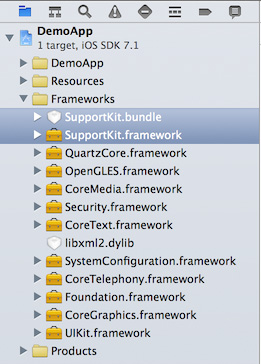 DemoApp
1 target, iOS SDK 7.1
DemoApp
Resources
Frameworks
SupportKit.bundle
SupportKit.framework
QuartzCore.framework
OpenGLES.framework
CoreMedia.framework
Security.framework
CoreText.framework
libxml2.dylib
SystemConfiguration.framework
CoreTelephony.framework
Foundation.framework
CoreGraphics.framework
UIKit.framework
Products